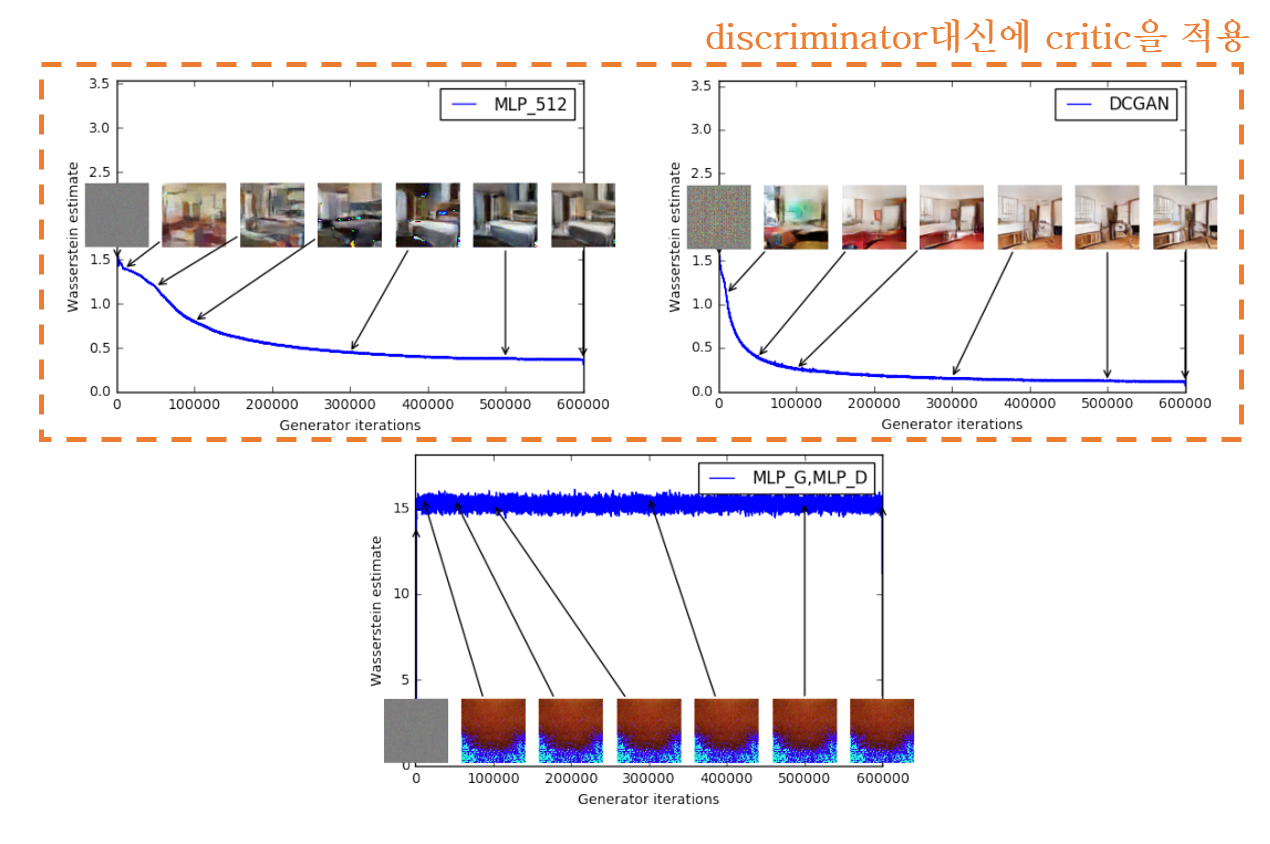 discriminator대신에 critic을 적용
3.5
3.0
2.5
1.5
1.0
0.5
0.0
Wasserstein estimate
MLP_512
0 100000 200000 300000 400000 500000 600000
Generator iterations
3.5
3.0
2.5
1.5
1.0
0.5
0.0
Wasserstein estimate
DCGAN
0 100000 200000 300000 400000 500000 600000
Generator iterations
15
10
5
0
Wasserstein estimate
MLP_G,MLP_D
0 100000 200000 300000 400000 500000 600000
Generator iterations